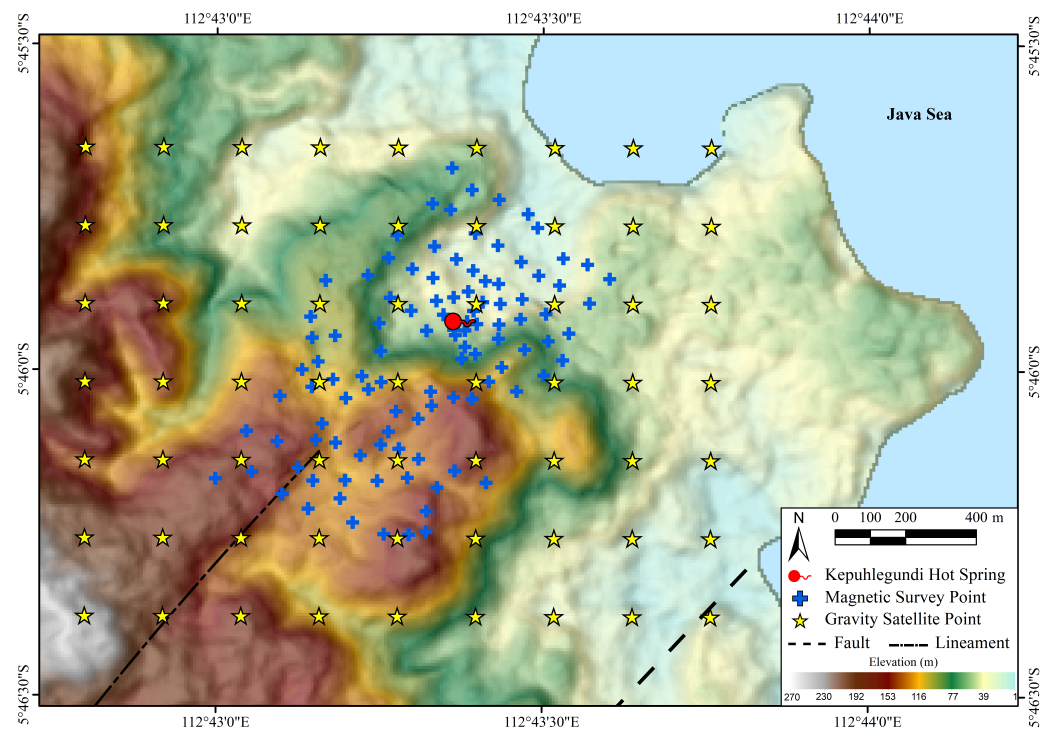 112°43'0"E 112°43'30"E 112°44'0"E
5°45'30"S 5°45'30"S
Java Sea
5°46'0"S 5°46'0"S
N 0 100 200 400 m
Kepuhlegundi Hot Spring
Magnetic Survey Point
Gravity Satellite Point
Fault Lineament
Elevation (m)
270 230 192 153 116 77 39 1
5°46'30"S 5°46'30"S
112°43'0"E 112°43'30"E 112°44'0"E